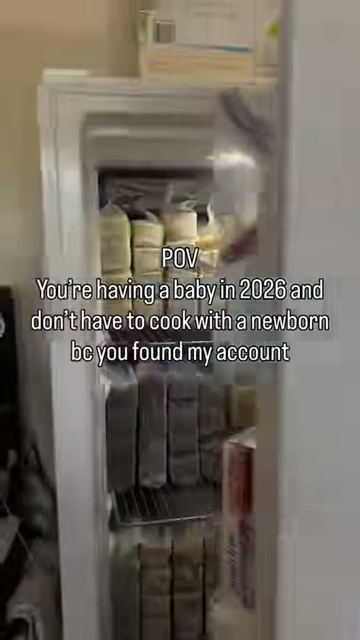 POV
You're having a baby in 2026 and
don't have to cook with a newborn
bc you found my account